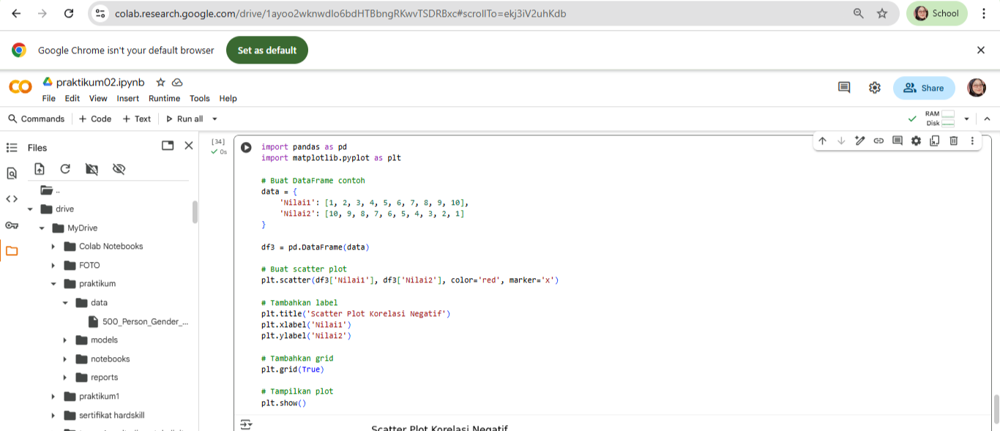 colab.research.google.com/drive/1ayoo2wknwdlo6bdHTBbngRKwvTSDRBxc#scrollTo=ekj3iV2uhKdb
School
Google Chrome isn't your default browser
Set as default
praktikum02.ipynb
File Edit View Insert Runtime Tools Help
Share
Commands + Code + Text Run all
RAM
Disk
Files
..
drive
MyDrive
Colab Notebooks
FOTO
praktikum
data
500_Person_Gender_...
models
notebooks
reports
praktikum1
sertifikat hardskill
[34]
0s
import pandas as pd
import matplotlib.pyplot as plt
# Buat DataFrame contoh
data = {
'Nilai1': [1, 2, 3, 4, 5, 6, 7, 8, 9, 10],
'Nilai2': [10, 9, 8, 7, 6, 5, 4, 3, 2, 1]
}
df3 = pd.DataFrame(data)
# Buat scatter plot
plt.scatter(df3['Nilai1'], df3['Nilai2'], color='red', marker='x')
# Tambahkan label
plt.title('Scatter Plot Korelasi Negatif')
plt.xlabel('Nilai1')
plt.ylabel('Nilai2')
# Tambahkan grid
plt.grid(True)
# Tampilkan plot
plt.show()
Scatter Plot Korelasi Negatif